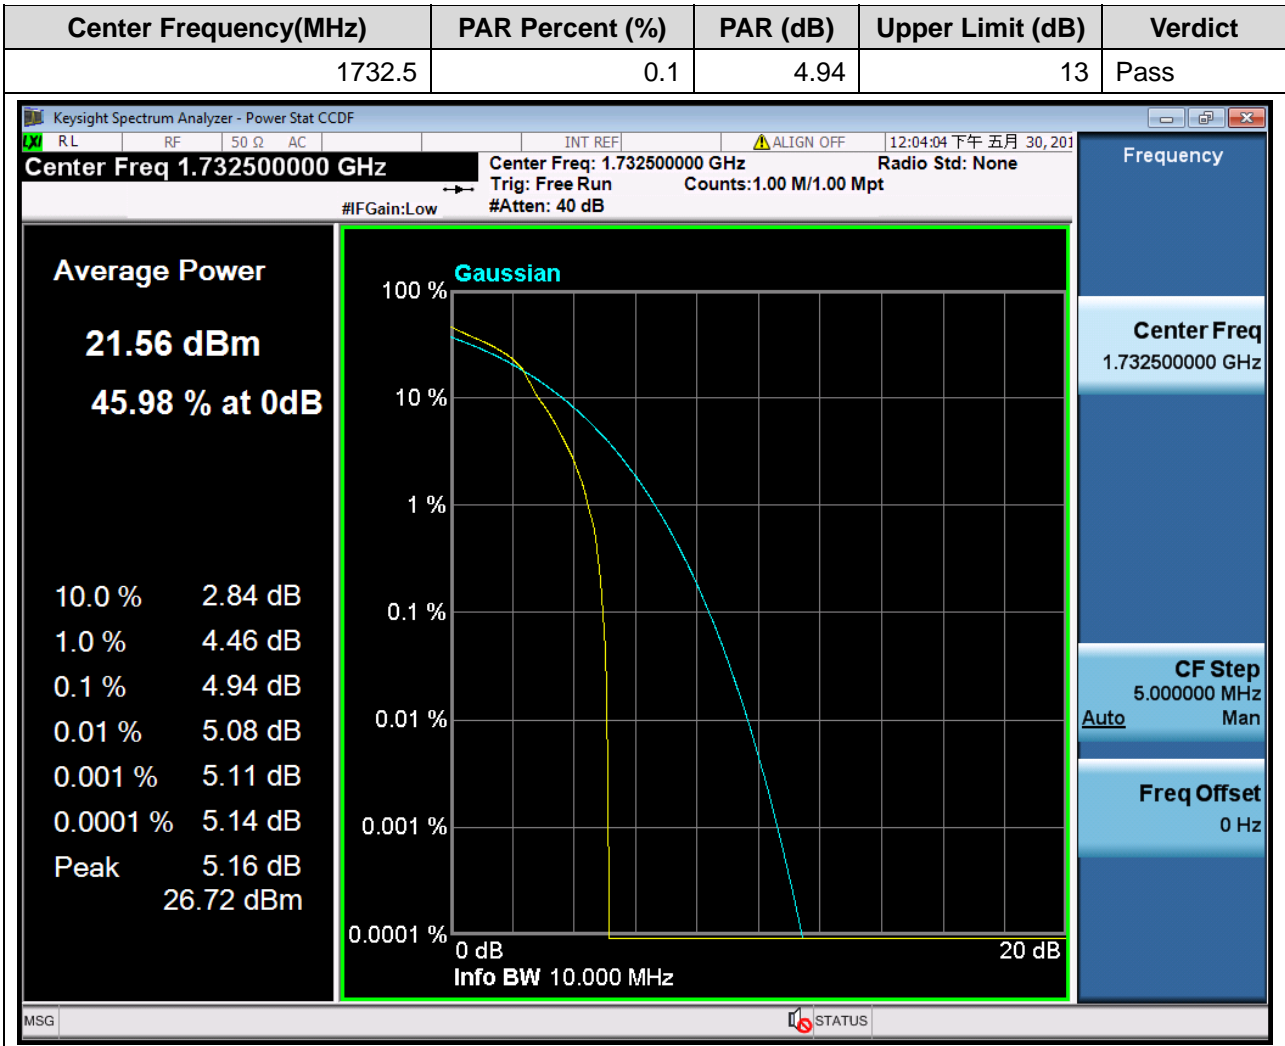 Center Frequency(MHz) PAR Percent (%) PAR (dB) Upper Limit (dB) Verdict
1732.5 0.1 4.94 13 Pass
Keysight Spectrum Analyzer - Power Stat CCDF
LXI RL RF 50 Ω AC INT REF ALIGN OFF 12:04:04 下午 五月 30, 201
Center Freq 1.732500000 GHz
Center Freq: 1.732500000 GHz Radio Std: None
Trig: Free Run Counts:1.00 M/1.00 Mpt
#IFGain:Low #Atten: 40 dB
Frequency
Average Power
21.56 dBm
45.98 % at 0dB
10.0 % 2.84 dB
1.0 % 4.46 dB
0.1 % 4.94 dB
0.01 % 5.08 dB
0.001 % 5.11 dB
0.0001 % 5.14 dB
Peak 5.16 dB
26.72 dBm
Gaussian
100 %
10 %
1 %
0.1 %
0.01 %
0.001 %
0.0001 %
0 dB 20 dB
Info BW 10.000 MHz
Center Freq
1.732500000 GHz
CF Step
5.000000 MHz
Auto Man
Freq Offset
0 Hz
MSG STATUS